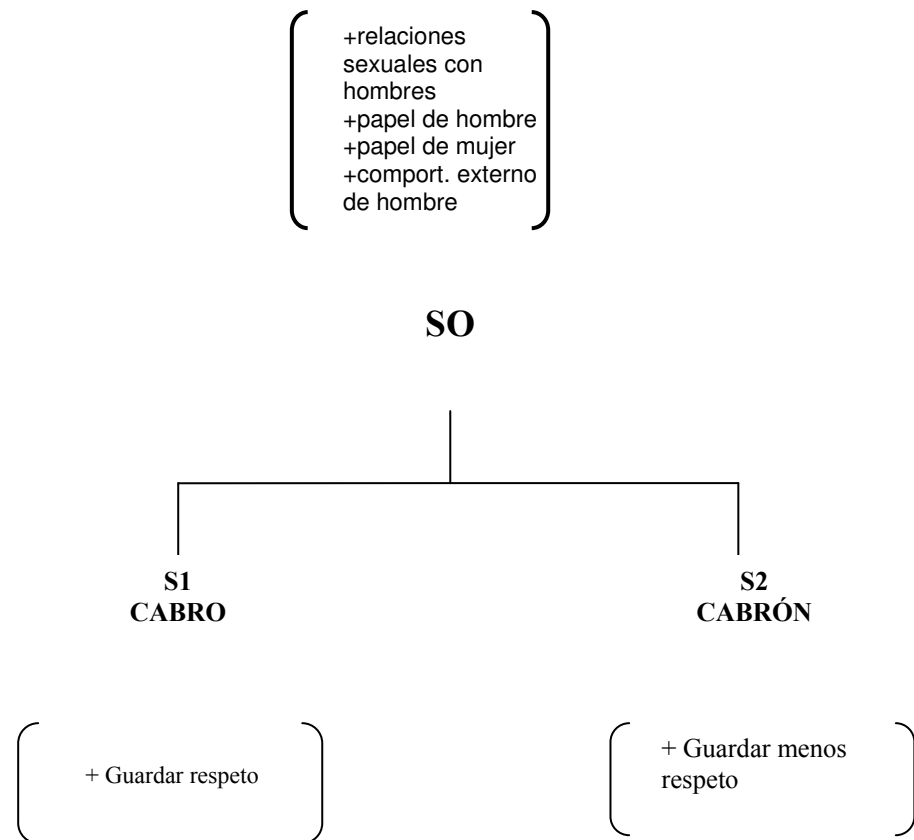 +relaciones
sexuales con
hombres
+papel de hombre
+papel de mujer
+comport. externo
de hombre
SO
S1
CABRO
S2
CABRÓN
+ Guardar respeto
+ Guardar menos
respeto